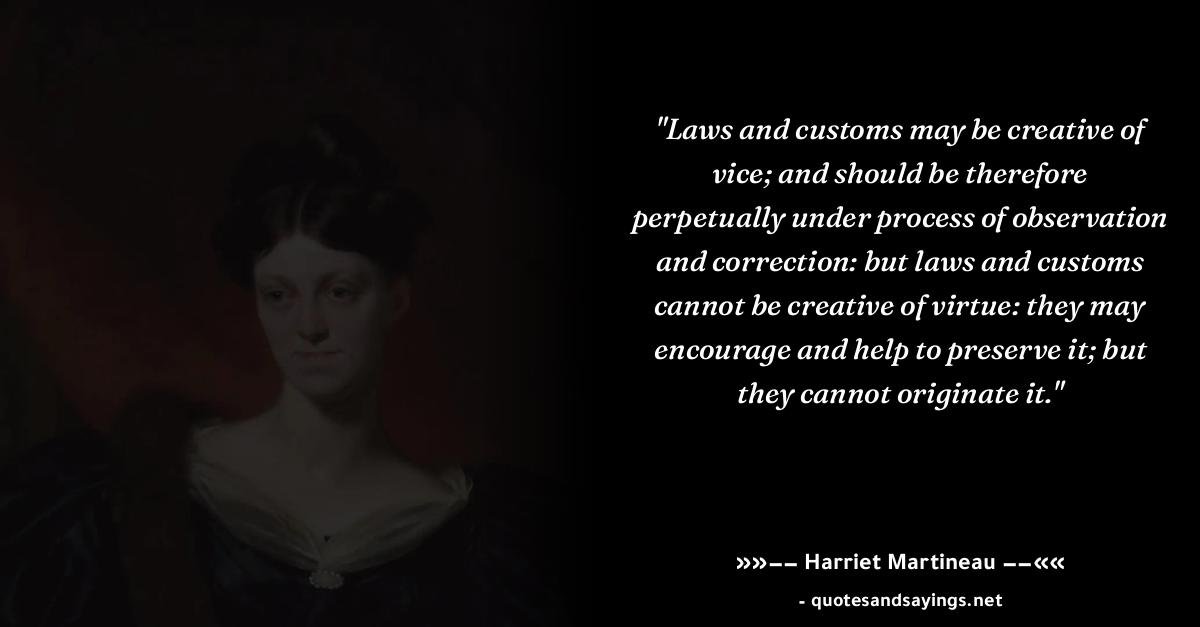 "Laws and customs may be creative of
vice; and should be therefore
perpetually under process of observation
and correction: but laws and customs
cannot be creative of virtue: they may
encourage and help to preserve it; but
they cannot originate it."
»»–– Harriet Martineau ––««
- quotesandsayings.net